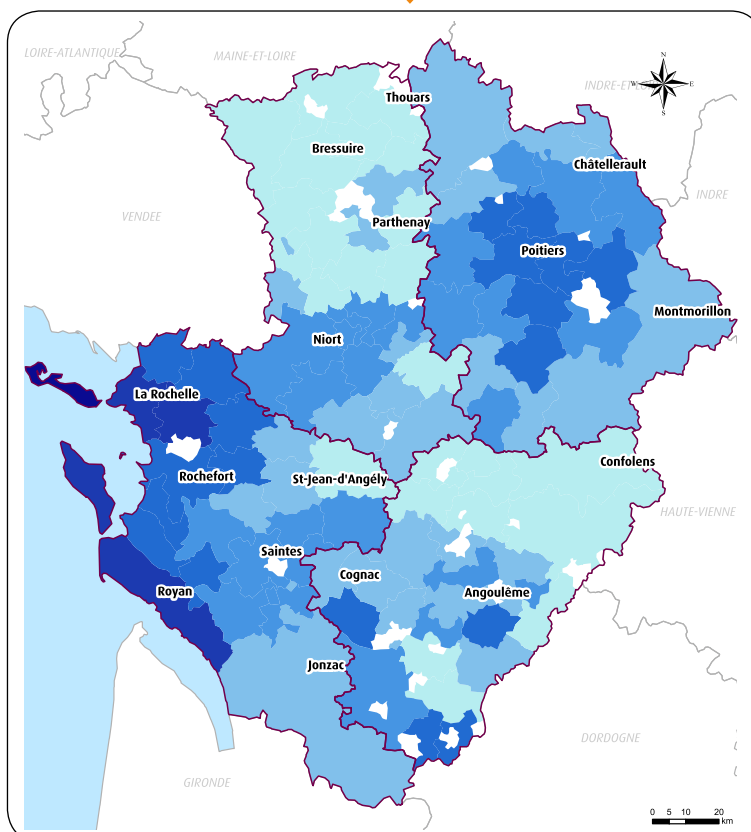 LOIRE-ATLANTIQUE
MAINE-ET-LOIRE
N
INDRE-ET-LO
W
E
S
Thouars
Bressuire
Châtellerault
INDRE
VENDEE
Parthenay
Poitiers
Montmorillon
Niort
La Rochelle
Confolens
Rochefort
St-Jean-d'Angély
HAUTE-VIENNE
Saintes
Cognac
Royan
Angoulême
Jonzac
DORDOGNE
GIRONDE
0 5 10 20
km